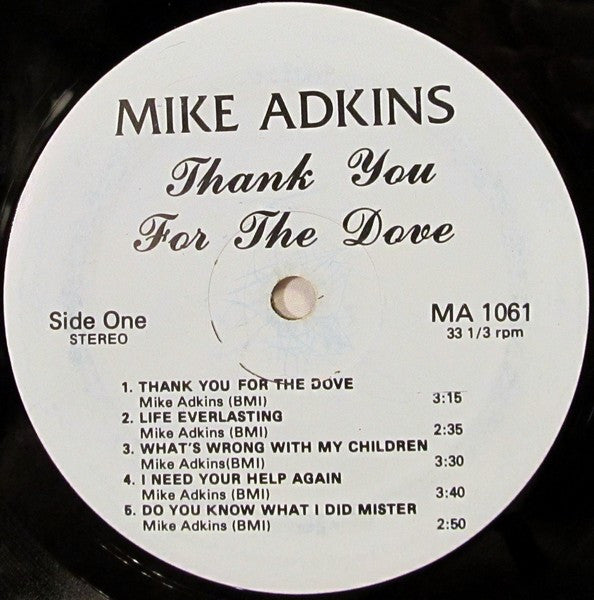 MIKE ADKINS
Thank You
For The Dove
Side One
STEREO
MA 1061
33 1/3 rpm
1. THANK YOU FOR THE DOVE
Mike Adkins (BMI) 3:15
2. LIFE EVERLASTING
Mike Adkins (BMI) 2:35
3. WHAT'S WRONG WITH MY CHILDREN
Mike Adkins(BMI) 3:30
4. I NEED YOUR HELP AGAIN
Mike Adkins (BMI) 3:40
5. DO YOU KNOW WHAT I DID MISTER
Mike Adkins (BMI) 2:50